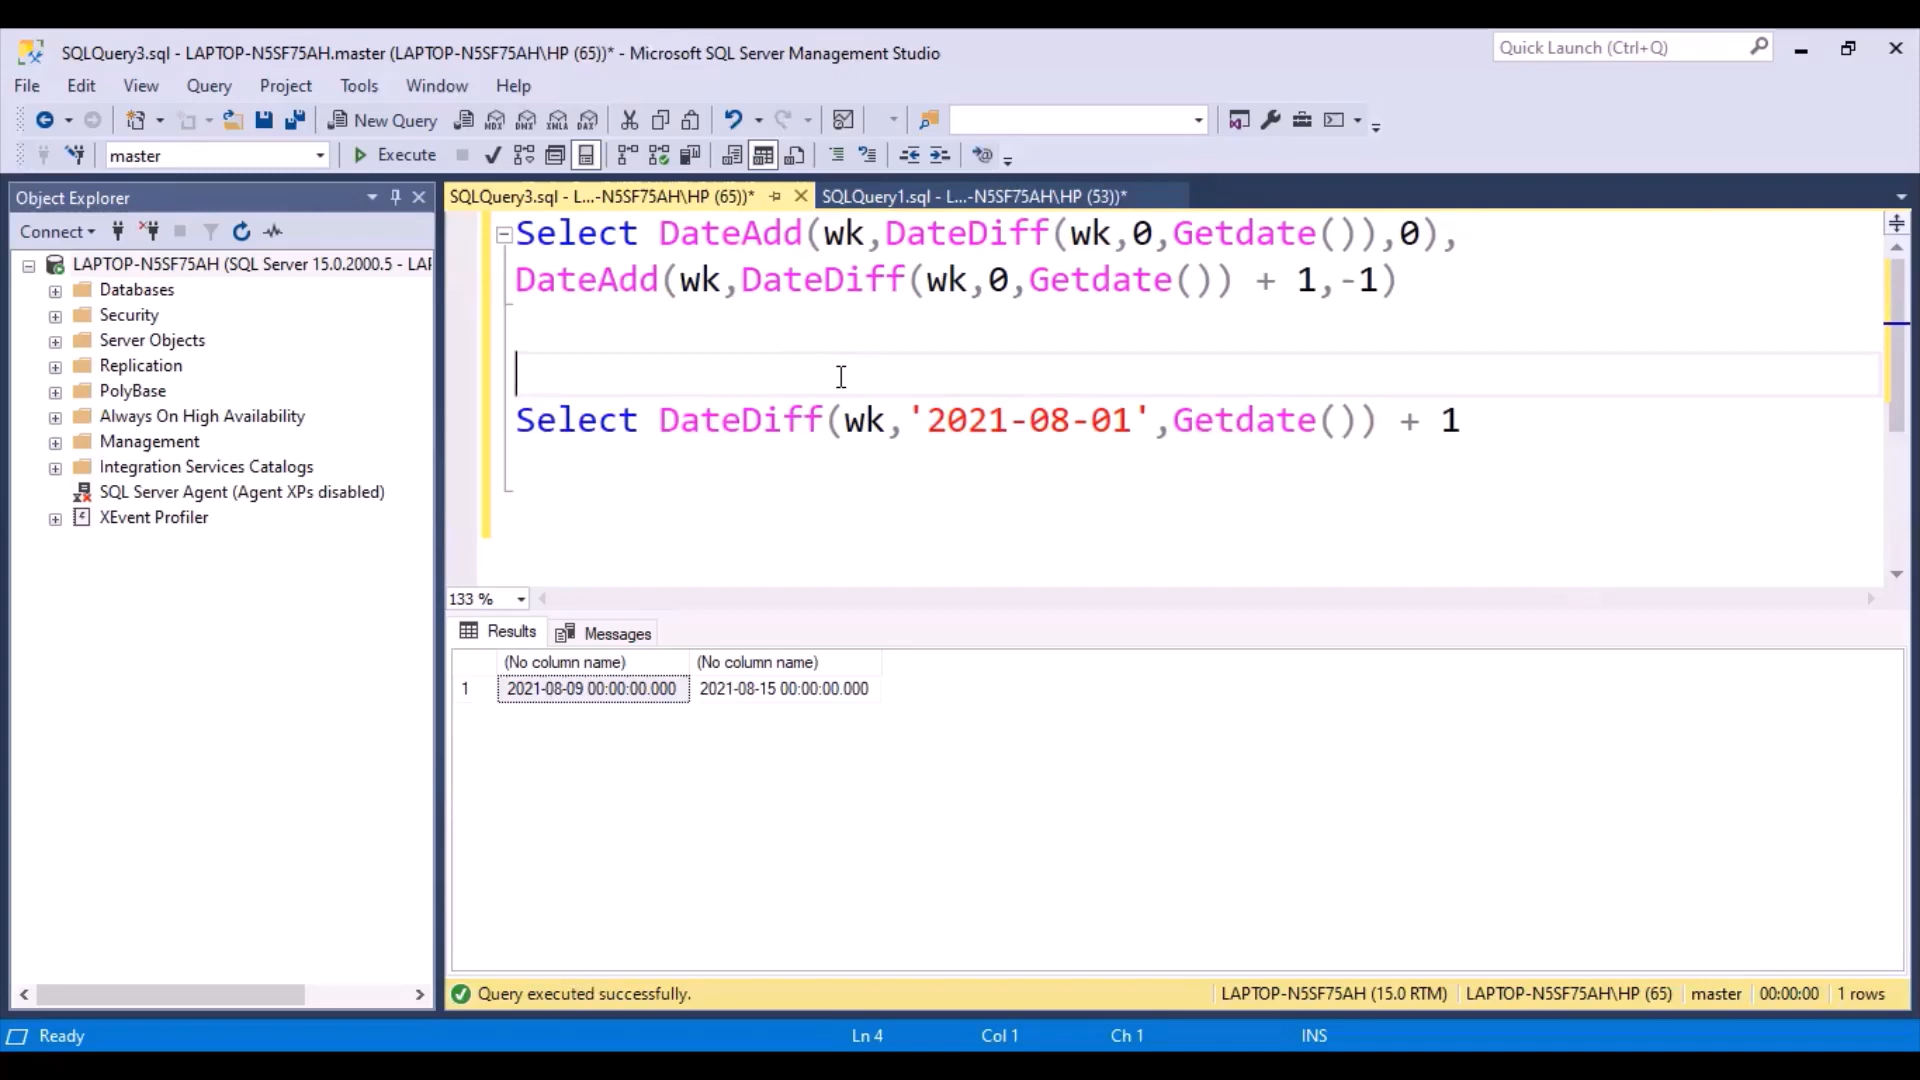 SQLQuery3.sql - LAPTOP-N5SF75AH.master (LAPTOP-N5SF75AH\HP (65))* - Microsoft SQL Server Management Studio
Quick Launch (Ctrl+Q)
File Edit View Query Project Tools Window Help
New Query
MDX DMX XMLA DAX
master
Execute
Object Explorer
SQLQuery3.sql - L...-N5SF75AH\HP (65))*
SQLQuery1.sql - L...-N5SF75AH\HP (53))*
Connect
LAPTOP-N5SF75AH (SQL Server 15.0.2000.5 - LAP
Databases
Security
Server Objects
Replication
PolyBase
Always On High Availability
Management
Integration Services Catalogs
SQL Server Agent (Agent XPs disabled)
XEvent Profiler
Select DateAdd(wk,DateDiff(wk,0,Getdate()),0),
DateAdd(wk,DateDiff(wk,0,Getdate()) + 1,-1)
Select DateDiff(wk,'2021-08-01',Getdate()) + 1
133 %
Results Messages
(No column name) (No column name)
1 2021-08-09 00:00:00.000 2021-08-15 00:00:00.000
Query executed successfully.
LAPTOP-N5SF75AH (15.0 RTM) LAPTOP-N5SF75AH\HP (65) master 00:00:00 1 rows
Ready Ln 4 Col 1 Ch 1 INS